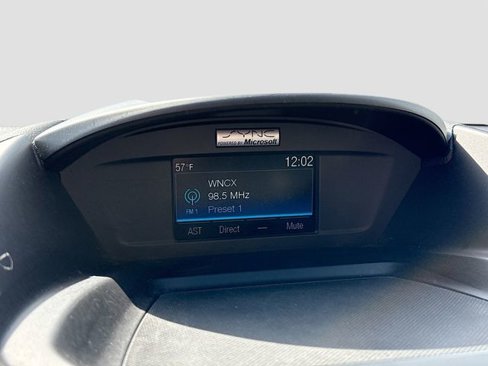 SYNC
POWERED BY Microsoft
57°F 12:02
WNCX
98.5 MHz
FM 1 Preset 1
AST Direct — Mute